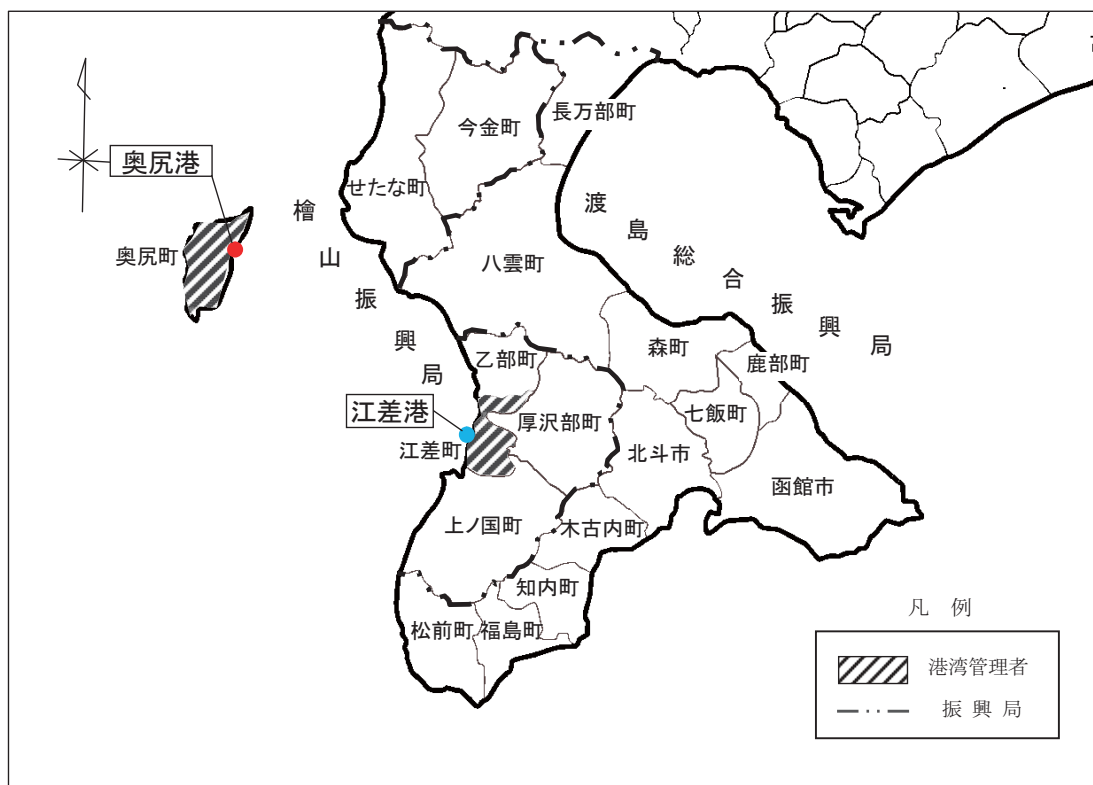 長万部町
今金町
奥尻港
せたな町
檜山振興局
渡島総合振興局
奥尻町
八雲町
森町
鹿部町
乙部町
七飯町
江差港
厚沢部町
江差町
北斗市
函館市
上ノ国町
木古内町
知内町
松前町
福島町
凡 例
港湾管理者
振 興 局